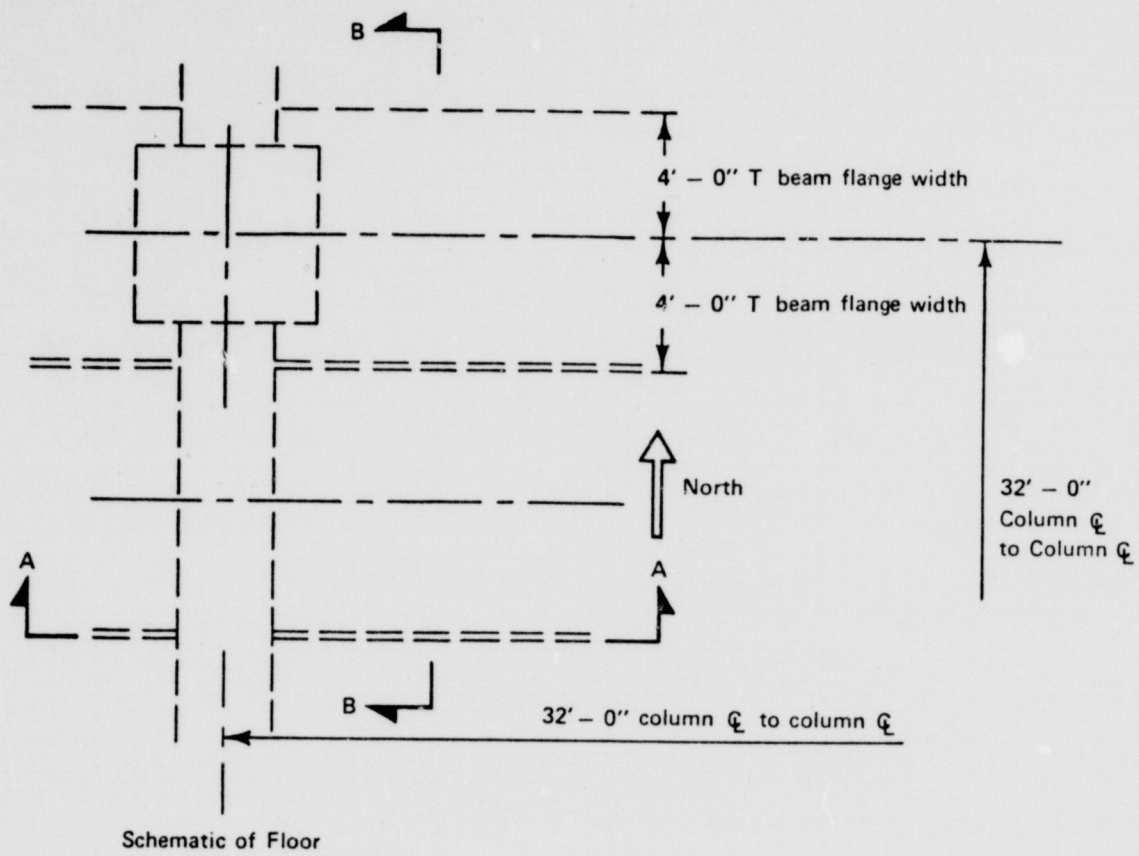 B
4' – 0'' T beam flange width
4' – 0'' T beam flange width
North
32' – 0''
Column ℄
to Column ℄
A
A
B
32' – 0'' column ℄ to column ℄
Schematic of Floor